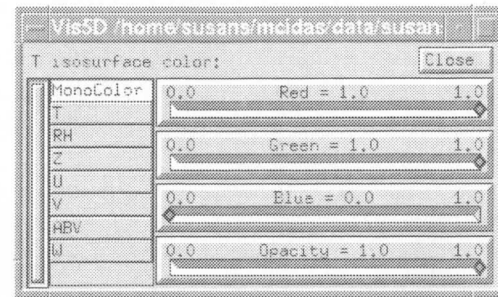 Vis5D /home/susans/mcidas/data/susan
T isosurface color:
Close
MonoColor
T
RH
Z
U
V
ABV
W
0.0 Red = 1.0 1.0
0.0 Green = 1.0 1.0
0.0 Blue = 0.0 1.0
0.0 Opacity = 1.0 1.0